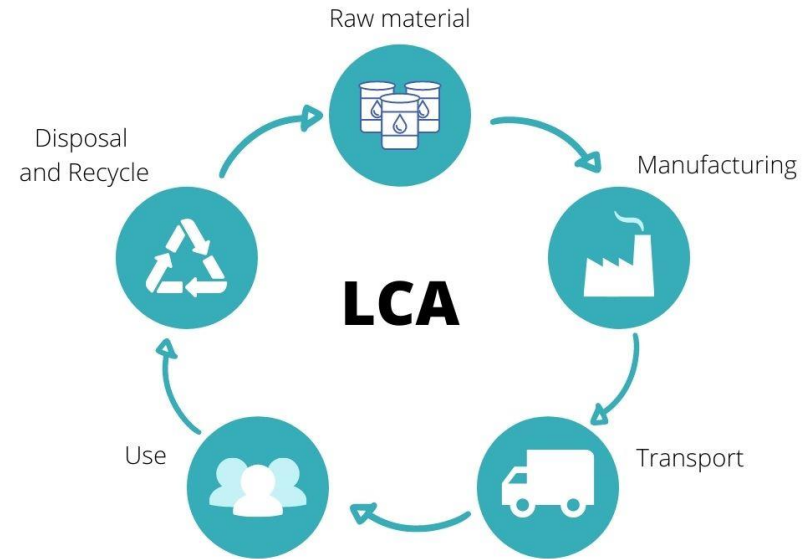 Raw material
Manufacturing
Transport
Use
Disposal
and Recycle
LCA